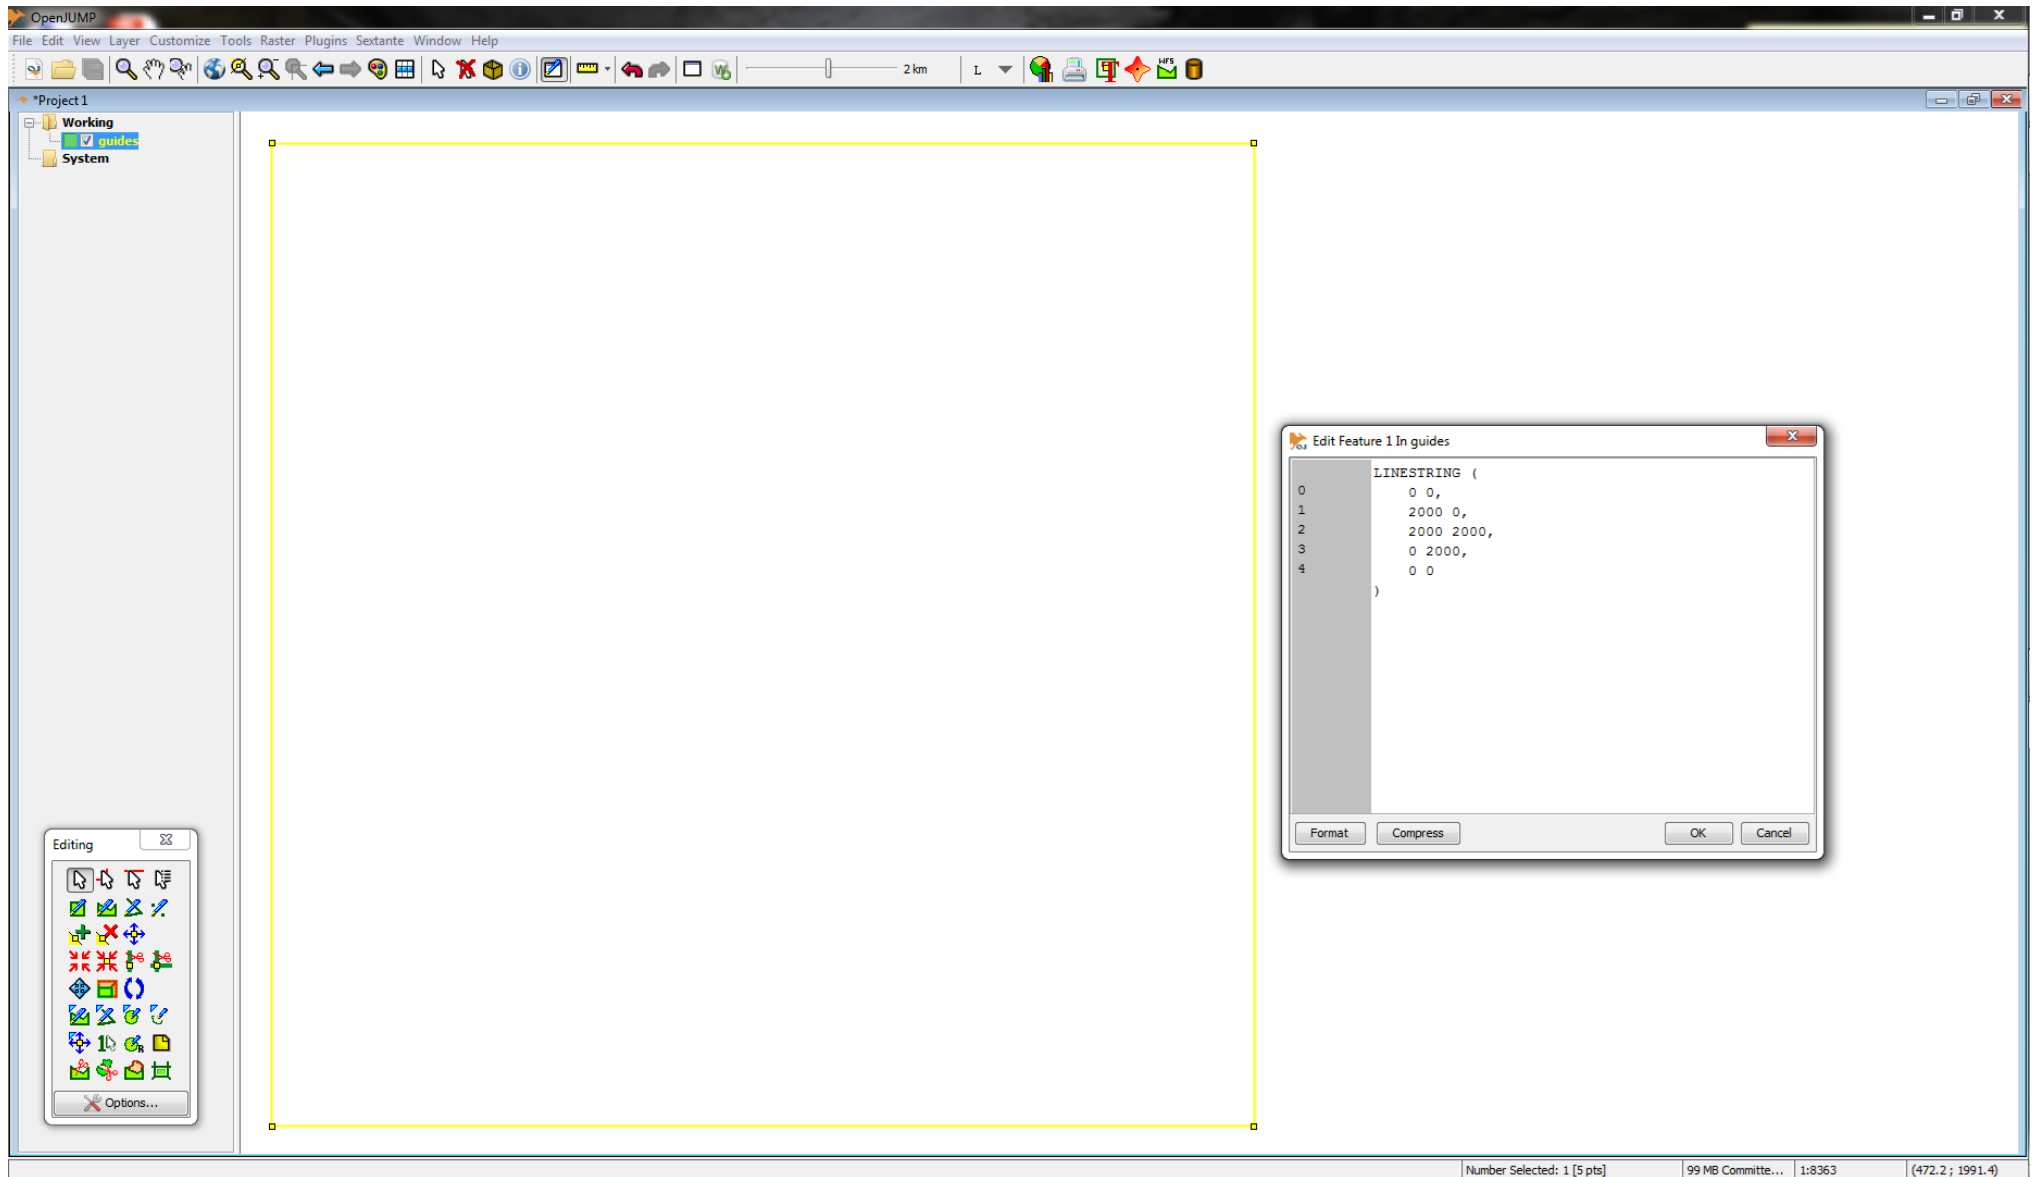 OpenJUMP
File Edit View Layer Customize Tools Raster Plugins Sextante Window Help
2 km
L
WFS
*Project 1
Working
guides
System
Edit Feature 1 In guides
LINESTRING (
0 0 0,
1 2000 0,
2 2000 2000,
3 0 2000,
4 0 0
)
Format Compress OK Cancel
Editing
Options...
Number Selected: 1 [5 pts] 99 MB Committe... 1:8363 (472.2 ; 1991.4)